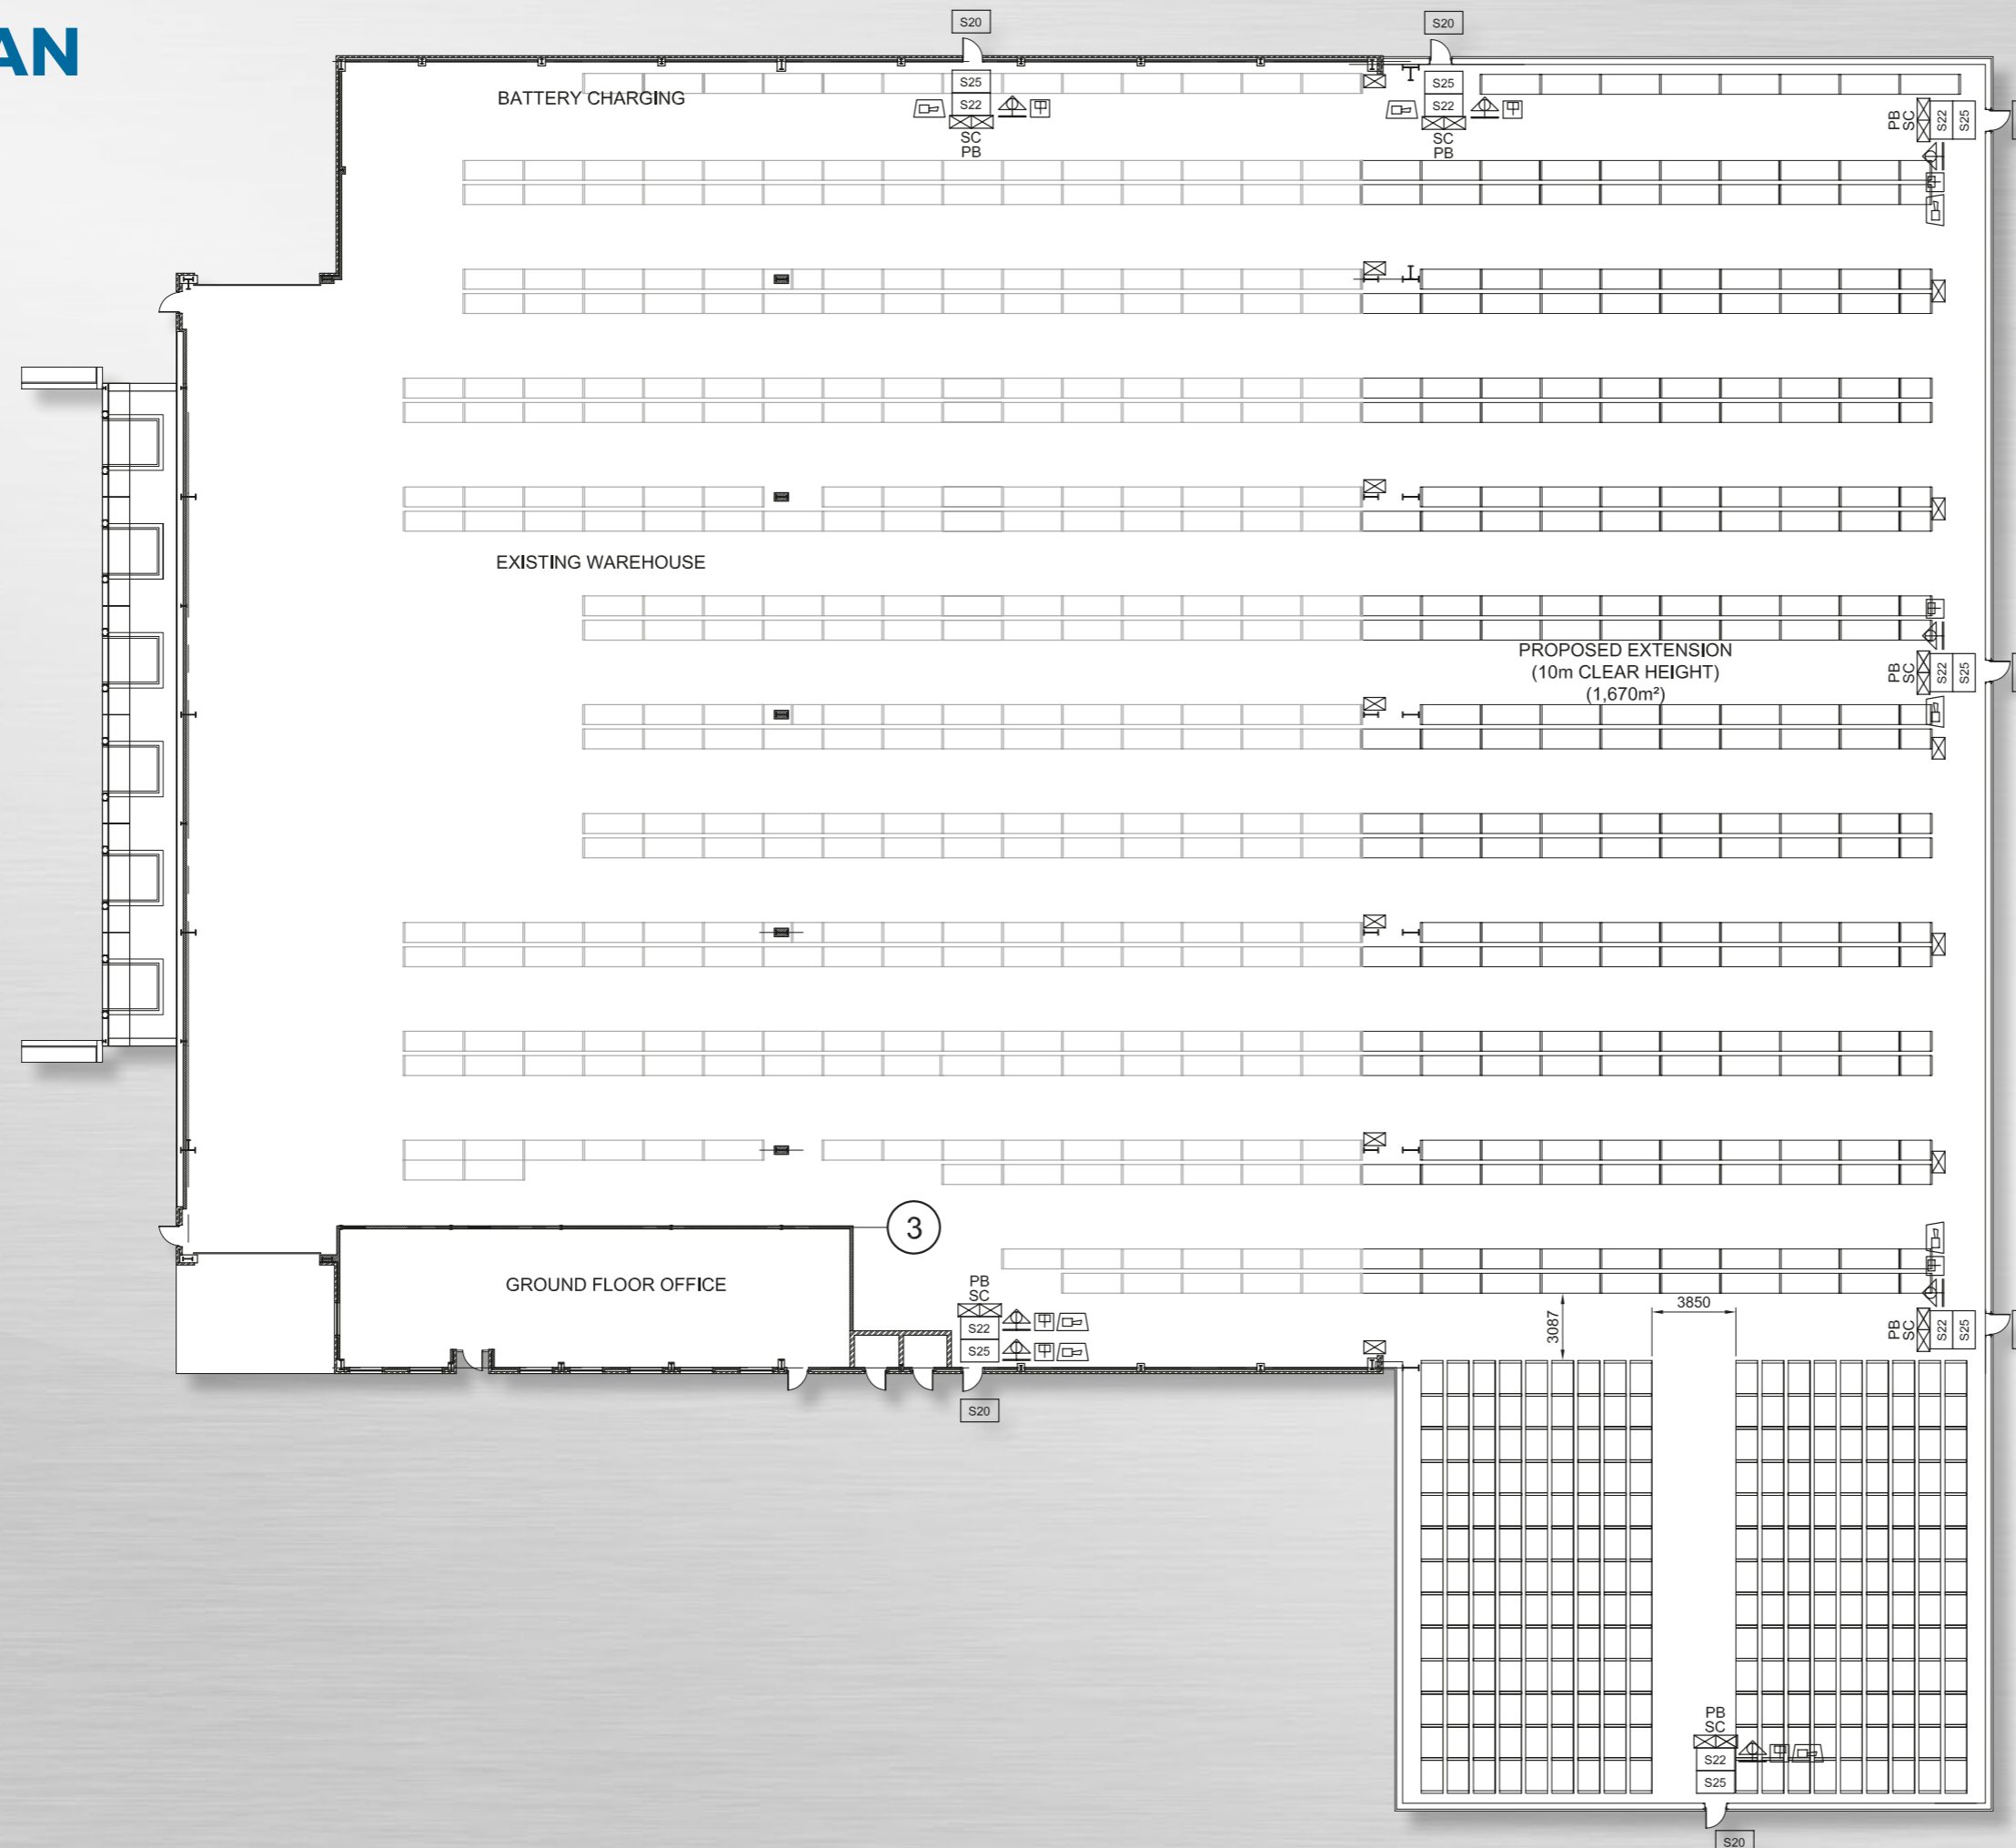 AN
S20
S20
BATTERY CHARGING
S25
S22
SC
PB
S25
S22
SC
PB
PB
SC
S22
S25
EXISTING WAREHOUSE
PROPOSED EXTENSION
(10m CLEAR HEIGHT)
(1,670m²)
PB
SC
S22
S25
3
GROUND FLOOR OFFICE
PB
SC
S22
S25
S20
3087
3850
PB
SC
S22
S25
PB
SC
S22
S25
S20